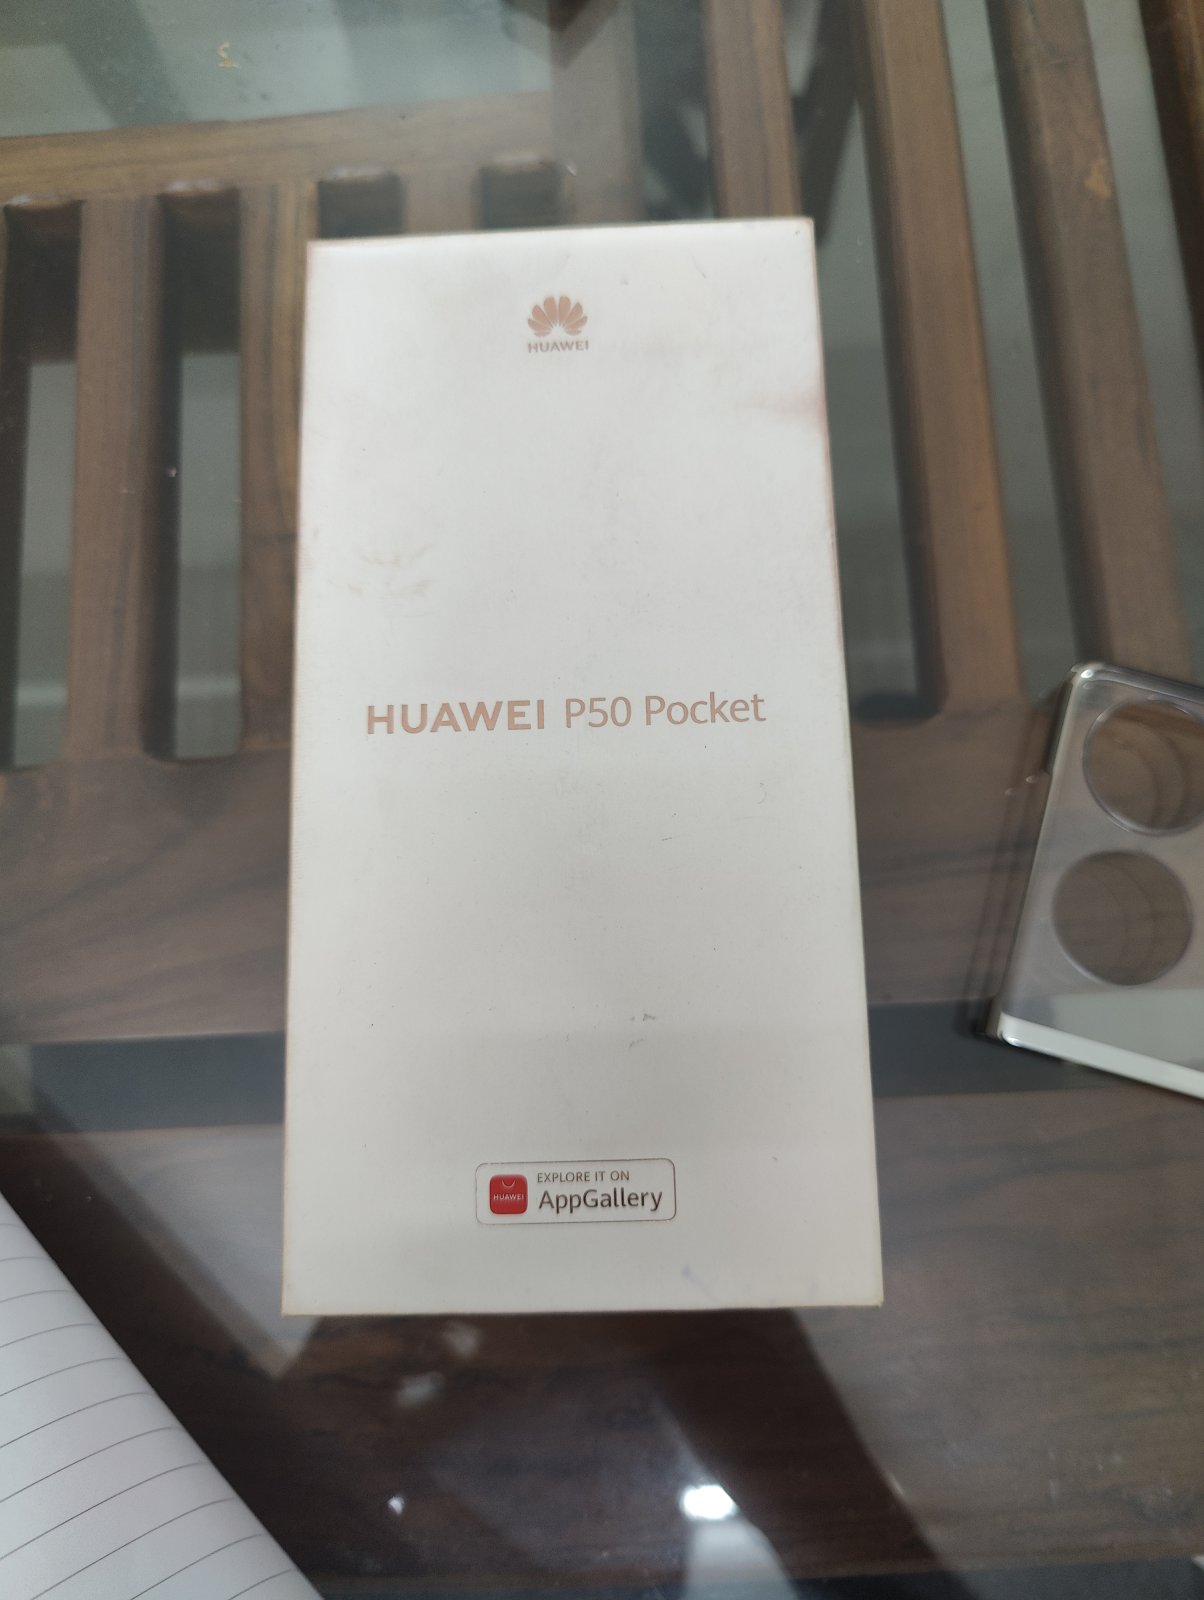 HUAWEI
HUAWEI P50 Pocket
EXPLORE IT ON
HUAWEI AppGallery